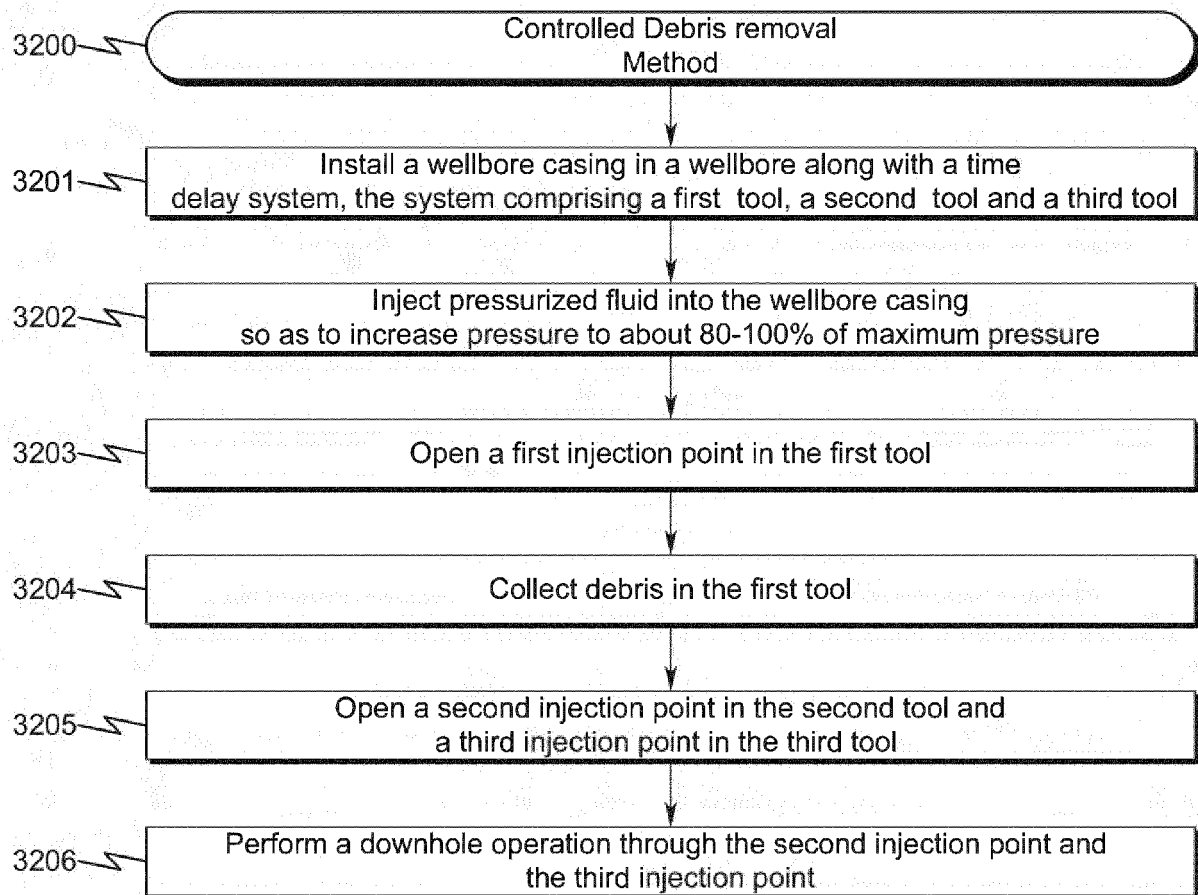 3200
Controlled Debris removal
Method
3201
Install a wellbore casing in a wellbore along with a time
delay system, the system comprising a first tool, a second tool and a third tool
3202
Inject pressurized fluid into the wellbore casing
so as to increase pressure to about 80-100% of maximum pressure
3203
Open a first injection point in the first tool
3204
Collect debris in the first tool
3205
Open a second injection point in the second tool and
a third injection point in the third tool
3206
Perform a downhole operation through the second injection point and
the third injection point